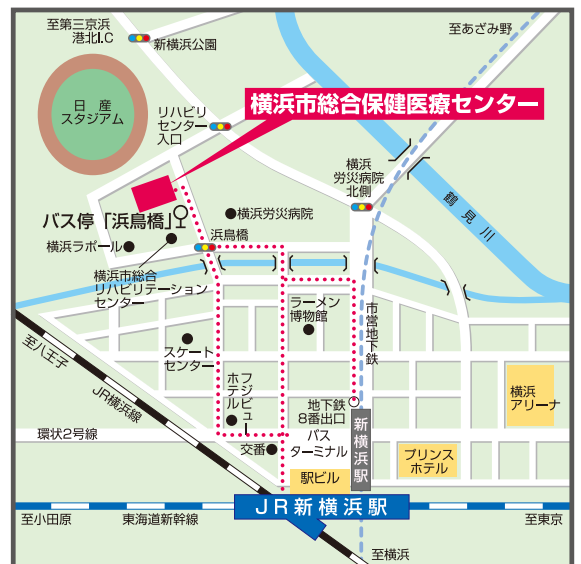 至第三京浜
港北I.C
新横浜公園
至あざみ野
日 産
スタジアム
リハビリ
センター
入口
横浜市総合保健医療センター
横浜
労災病院
北側
鶴見川
バス停「浜鳥橋」
横浜労災病院
横浜ラポール
浜鳥橋
横浜市総合
リハビリテーション
センター
ラーメン
博物館
市営地下鉄
スケート
センター
至八王子
JR横浜線
フジビュー
ホテル
地下鉄
8番出口
横浜
アリーナ
環状2号線
交番
バス
ターミナル
新横浜駅
プリンス
ホテル
駅ビル
JR新横浜駅
至小田原
東海道新幹線
至東京
至横浜